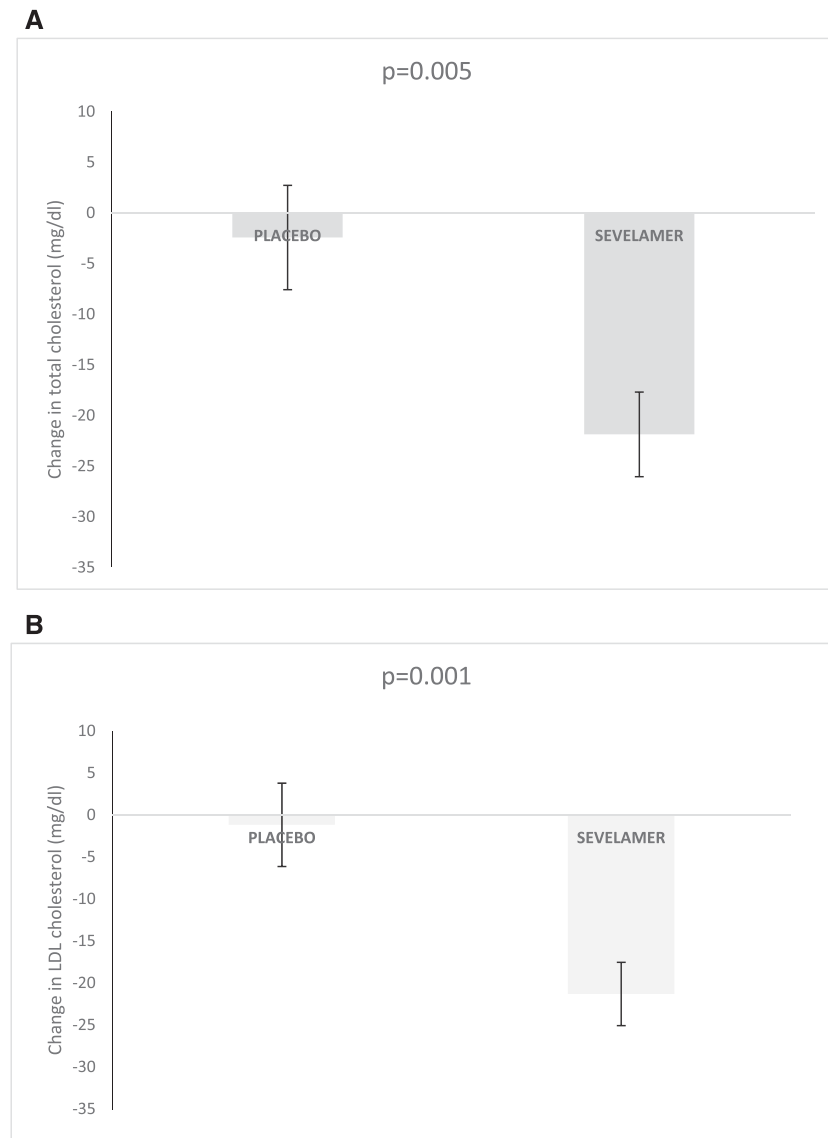 A
p=0.005
10
5
0
-5
-10
-15
-20
-25
-30
-35
Change in total cholesterol (mg/dl)
PLACEBO
SEVELAMER
B
p=0.001
10
5
0
-5
-10
-15
-20
-25
-30
-35
Change in LDL cholesterol (mg/dl)
PLACEBO
SEVELAMER